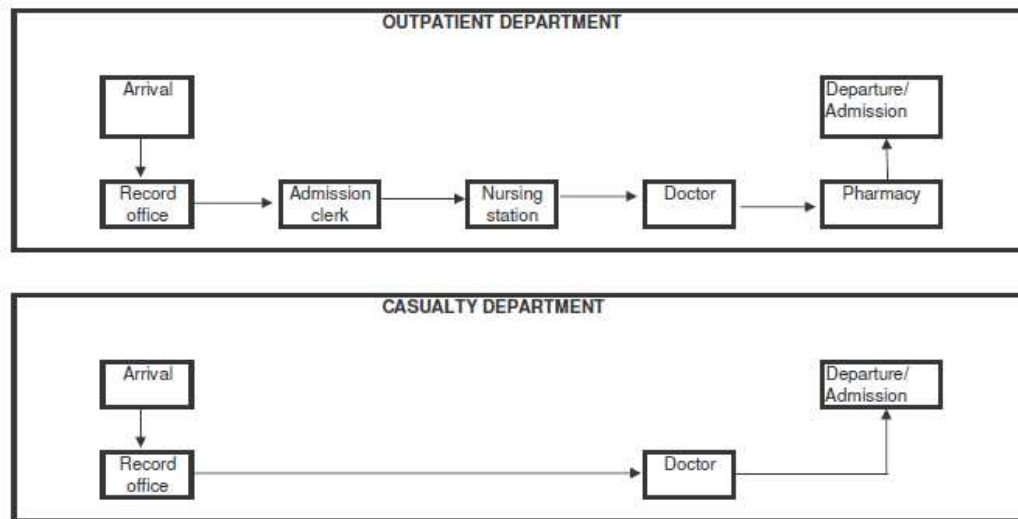 OUTPATIENT DEPARTMENT
Arrival
Departure/
Admission
Record
office
Admission
clerk
Nursing
station
Doctor
Pharmacy
CASUALTY DEPARTMENT
Arrival
Departure/
Admission
Record
office
Doctor